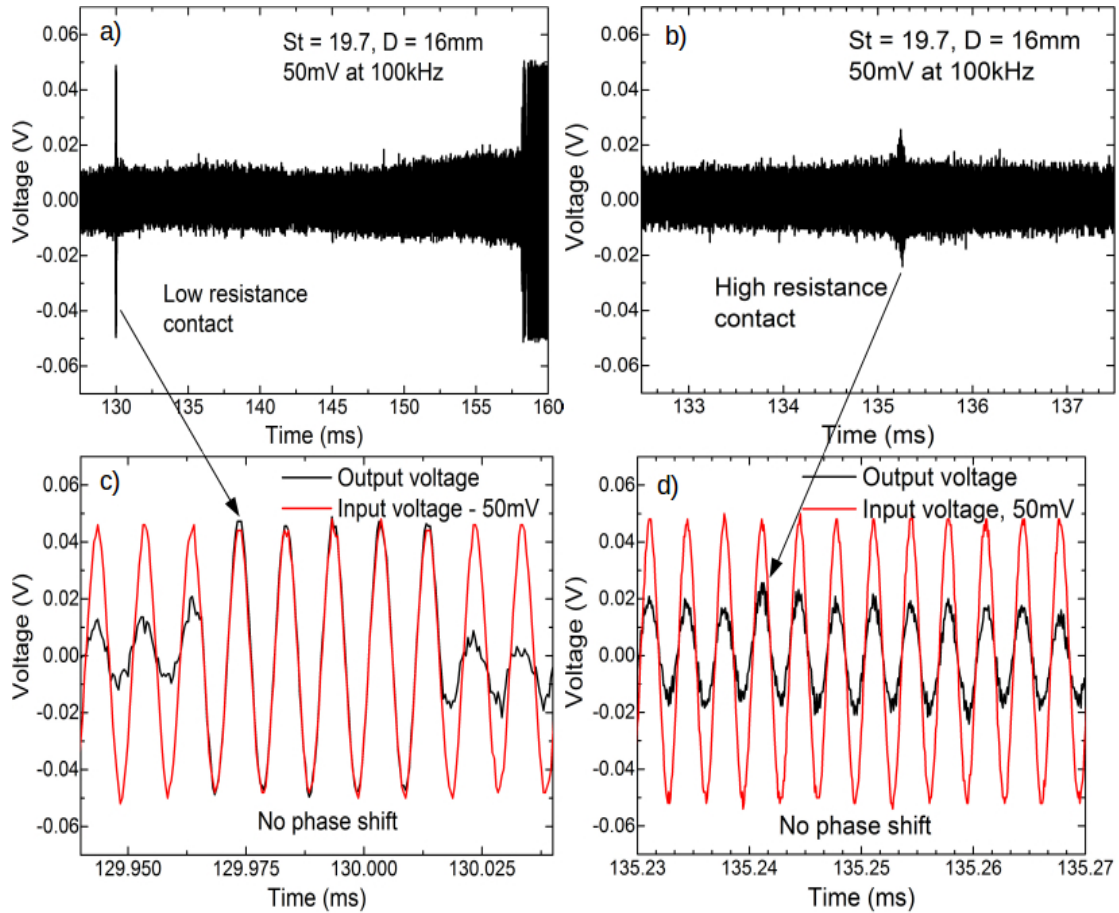 a)
St = 19.7, D = 16mm
50mV at 100kHz
Voltage (V)
0.06
0.04
0.02
0.00
-0.02
-0.04
-0.06
Low resistance
contact
130 135 140 145 150 155 160
Time (ms)
b)
St = 19.7, D = 16mm
50mV at 100kHz
Voltage (V)
0.06
0.04
0.02
0.00
-0.02
-0.04
-0.06
High resistance
contact
133 134 135 136 137
Time (ms)
c)
Output voltage
Input voltage - 50mV
Voltage (V)
0.06
0.04
0.02
0.00
-0.02
-0.04
-0.06
No phase shift
129.950 129.975 130.000 130.025
Time (ms)
d)
Output voltage
Input voltage, 50mV
Voltage (V)
0.06
0.04
0.02
0.00
-0.02
-0.04
-0.06
No phase shift
135.23 135.24 135.25 135.26 135.27
Time (ms)